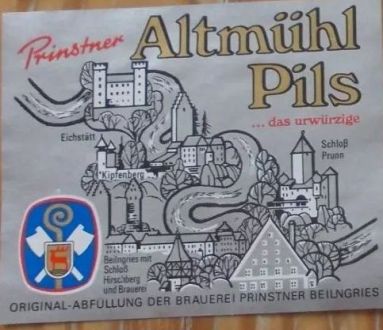 Prinstner
Altmühl
Pils
... das urwürzige
Eichstätt
Kipfenberg
Schloß
Prunn
Beilngries mit
Schloß
Hirschberg
und Brauerei
ORIGINAL-ABFÜLLUNG DER BRAUEREI PRINSTNER BEILNGRIES